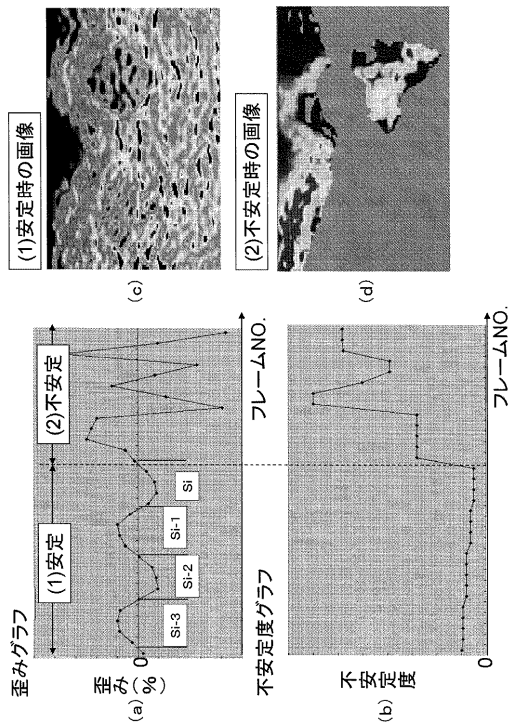 歪みグラフ
(1)安定
(2)不安定
歪み(%)
0
Si-3
Si-2
Si-1
Si
フレームNO.
(a)
不安定度グラフ
不安定度
0
フレームNO.
(b)
(1)安定時の画像
(c)
(2)不安定時の画像
(d)